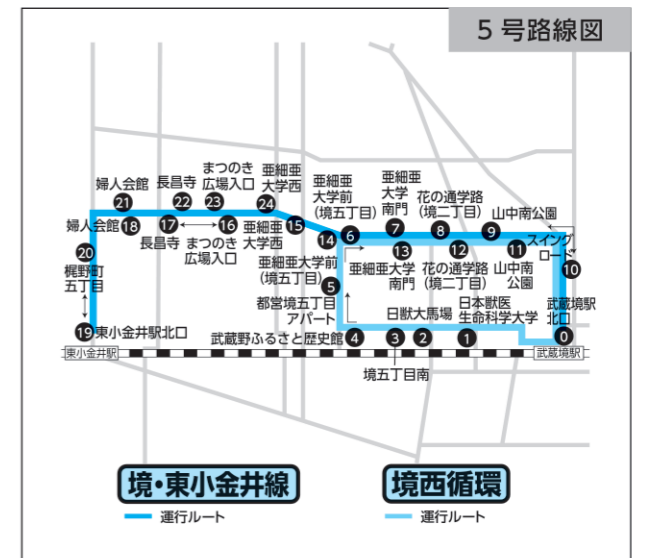 5号路線図
婦人会館
21
長昌寺
22
まつのき
広場入口
23
亜細亜
大学西
24
亜細亜
大学前
(境五丁目)
6
亜細亜
大学
南門
7
花の通学路
(境二丁目)
8
山中南公園
9
スイング
ロード
10
婦人会館
18
17
長昌寺
16
まつのき
広場入口
亜細亜
大学西
15
14
亜細亜大学前
(境五丁目)
13
亜細亜大学
南門
12
花の通学路
(境二丁目)
11
山中南
公園
20
梶野町
五丁目
5
都営境五丁目
アパート
日獣大馬場
日本獣医
生命科学大学
武蔵境駅
北口
19
東小金井駅北口
武蔵野ふるさと歴史館
4
3
2
1
0
東小金井駅
武蔵境駅
境五丁目南
境・東小金井線
運行ルート
境西循環
運行ルート